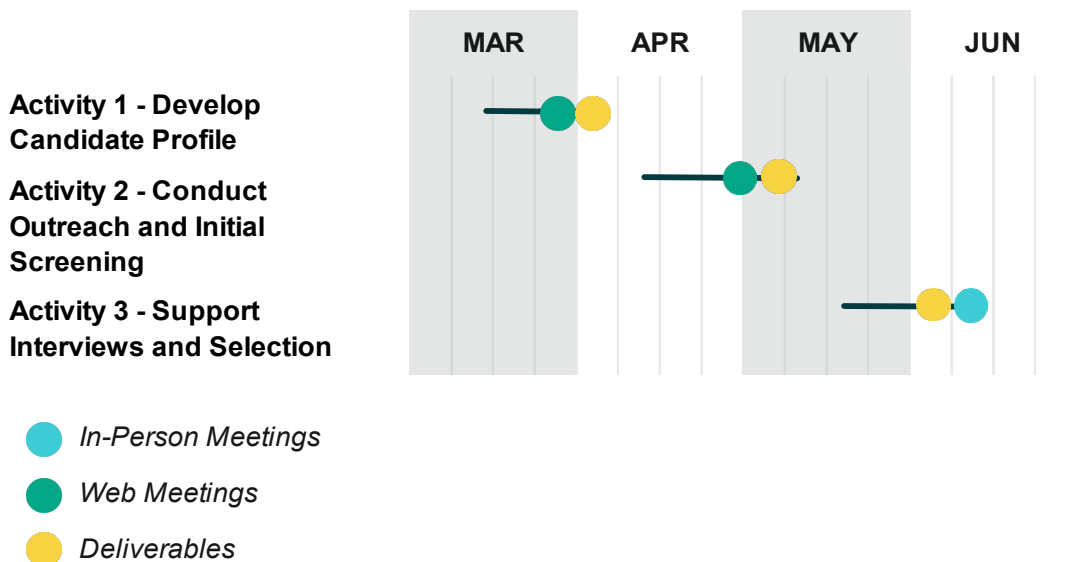 MAR APR MAY JUN
Activity 1 - Develop
Candidate Profile
Activity 2 - Conduct
Outreach and Initial
Screening
Activity 3 - Support
Interviews and Selection
In-Person Meetings
Web Meetings
Deliverables